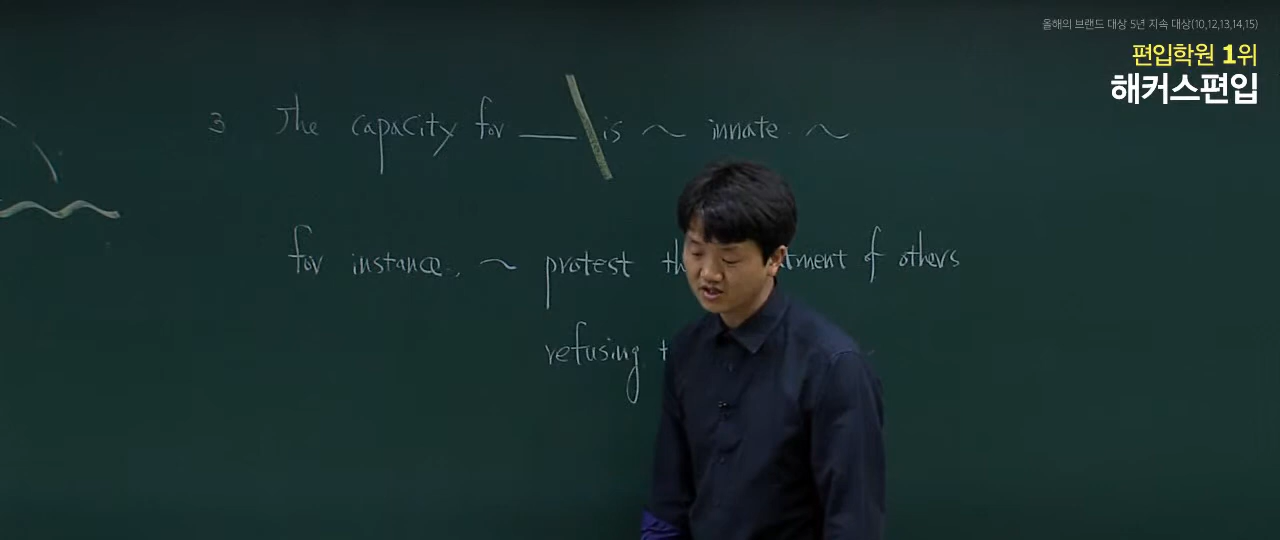 올해의 브랜드 대상 5년 지속 대상(10,12,13,14,15)
편입학원 1위
해커스편입
3 The capacity for ___ is ~ innate ~
for instance, ~ protest of others
refusing